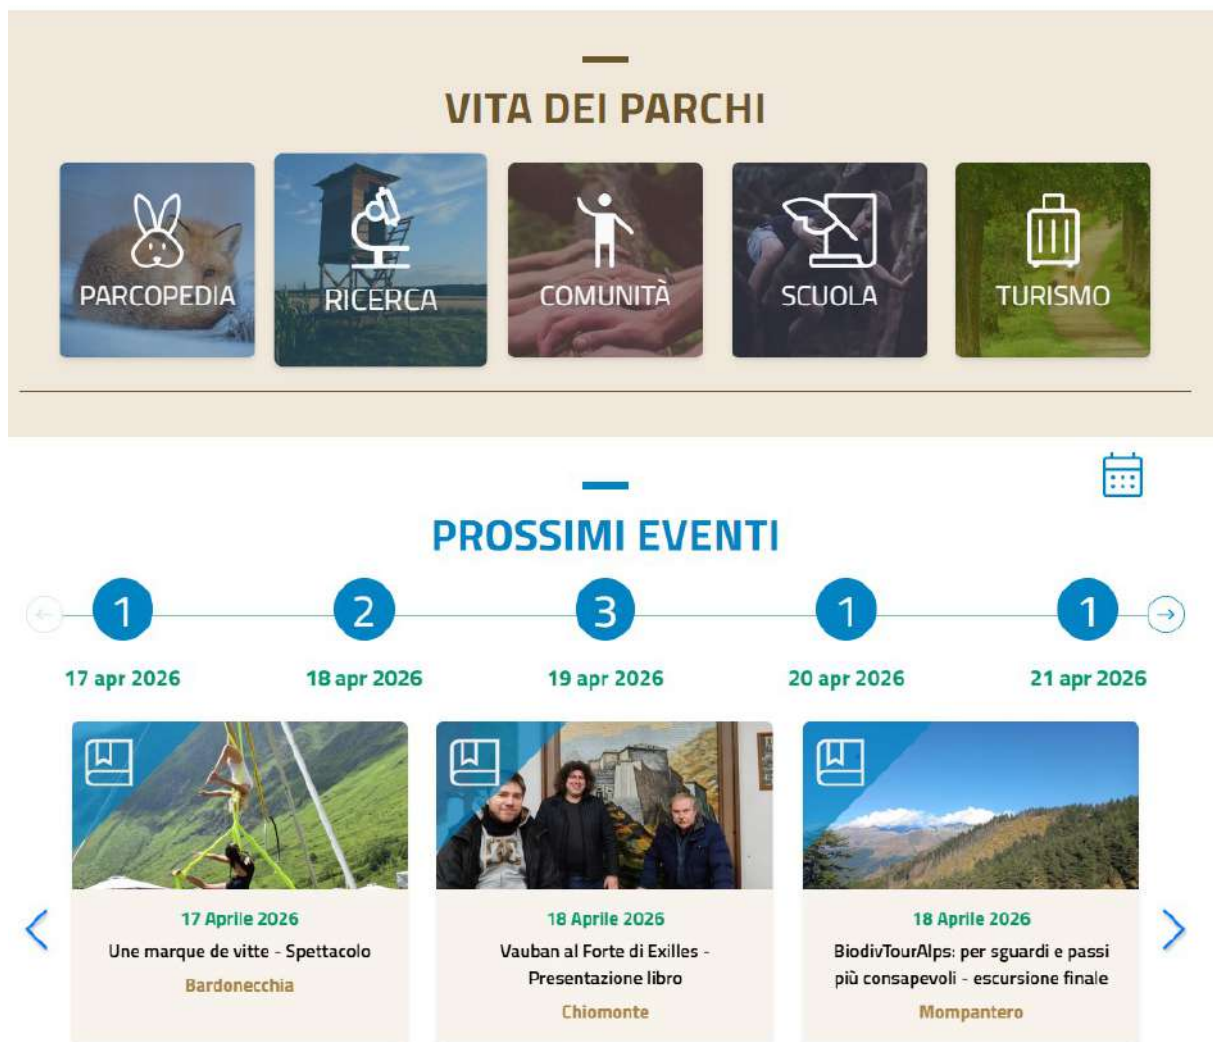 VITA DEI PARCHI
PARCOPEDIA
RICERCA
COMUNITÀ
SCUOLA
TURISMO
PROSSIMI EVENTI
1
2
3
1
1
17 apr 2026
18 apr 2026
19 apr 2026
20 apr 2026
21 apr 2026
17 Aprile 2026
Une marque de vitte - Spettacolo
Bardonecchia
18 Aprile 2026
Vauban al Forte di Exilles -
Presentazione libro
Chiomonte
18 Aprile 2026
BiodivTourAlps: per sguardi e passi
più consapevoli - escursione finale
Mompantero